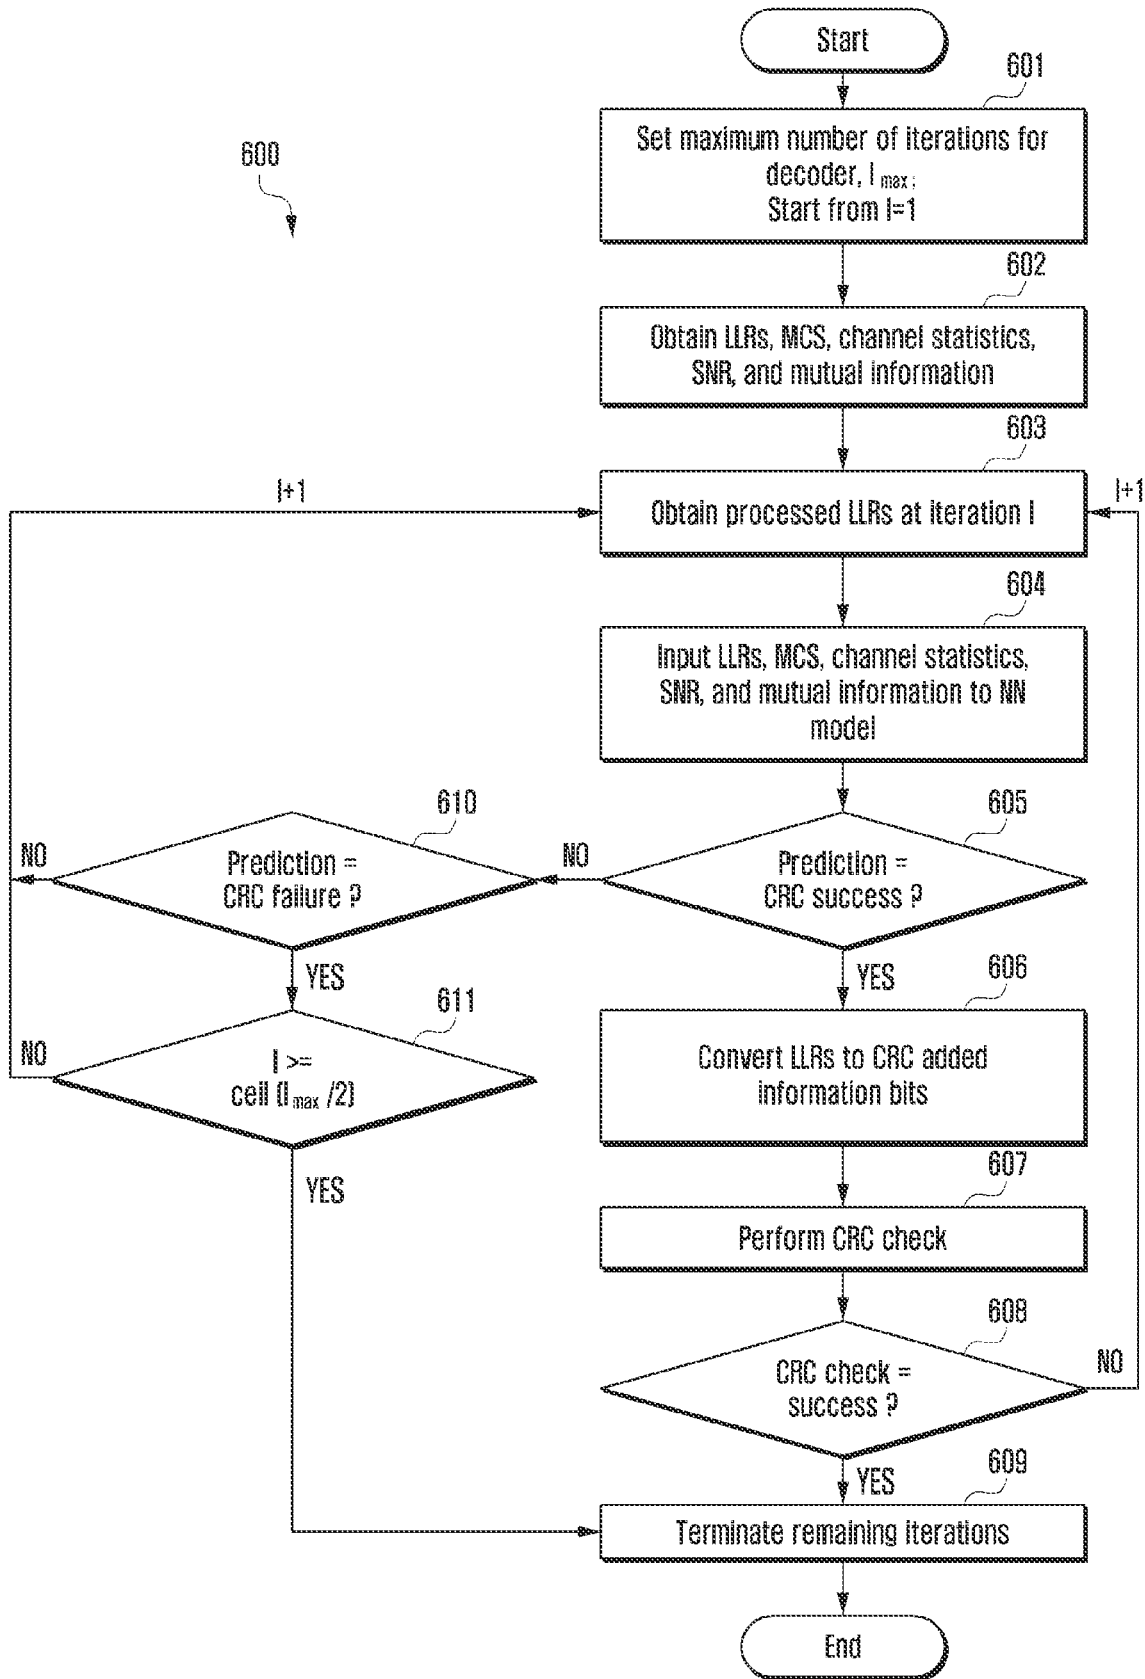 Start
601
Set maximum number of iterations for
decoder, I max;
Start from I=1
600
602
Obtain LLRs, MCS, channel statistics,
SNR, and mutual information
603
I+1
I+1
Obtain processed LLRs at iteration I
604
Input LLRs, MCS, channel statistics,
SNR, and mutual information to NN
model
610
605
NO
Prediction =
CRC failure ?
NO
Prediction =
CRC success ?
YES
YES
611
606
NO
I >=
ceil (I max /2)
Convert LLRs to CRC added
information bits
YES
607
Perform CRC check
608
CRC check =
success ?
NO
YES
609
Terminate remaining iterations
End